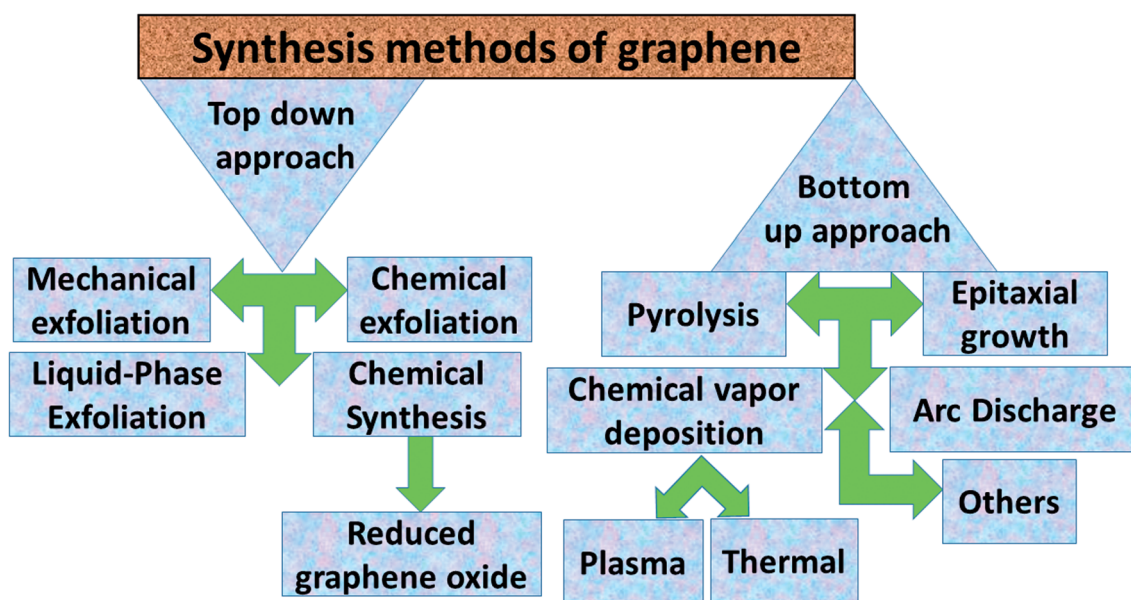 Synthesis methods of graphene
Top down
approach
Mechanical
exfoliation
Chemical
exfoliation
Liquid-Phase
Exfoliation
Chemical
Synthesis
Reduced
graphene oxide
Bottom
up approach
Pyrolysis
Epitaxial
growth
Chemical vapor
deposition
Arc Discharge
Others
Plasma
Thermal